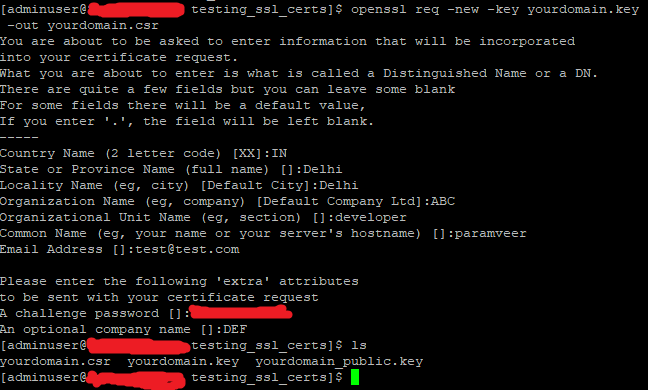 [adminuser@ testing_ssl_certs]$ openssl req -new -key yourdomain.key
-out yourdomain.csr
You are about to be asked to enter information that will be incorporated
into your certificate request.
What you are about to enter is what is called a Distinguished Name or a DN.
There are quite a few fields but you can leave some blank
For some fields there will be a default value,
If you enter '.', the field will be left blank.
-----
Country Name (2 letter code) [XX]:IN
State or Province Name (full name) []:Delhi
Locality Name (eg, city) [Default City]:Delhi
Organization Name (eg, company) [Default Company Ltd]:ABC
Organizational Unit Name (eg, section) []:developer
Common Name (eg, your name or your server's hostname) []:paramveer
Email Address []:test@test.com
Please enter the following 'extra' attributes
to be sent with your certificate request
A challenge password []:
An optional company name []:DEF
[adminuser@ testing_ssl_certs]$ ls
yourdomain.csr yourdomain.key yourdomain_public.key
[adminuser@ testing_ssl_certs]$